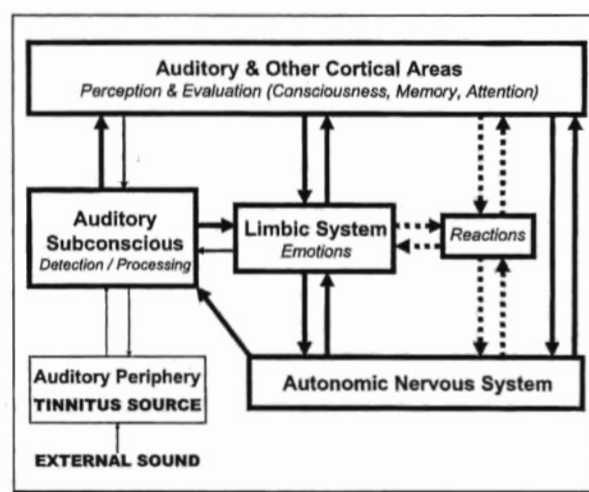 Auditory & Other Cortical Areas
Perception & Evaluation (Consciousness, Memory, Attention)
Auditory
Subconscious
Detection / Processing
Limbic System
Emotions
Reactions
Auditory Periphery
TINNITUS SOURCE
Autonomic Nervous System
EXTERNAL SOUND